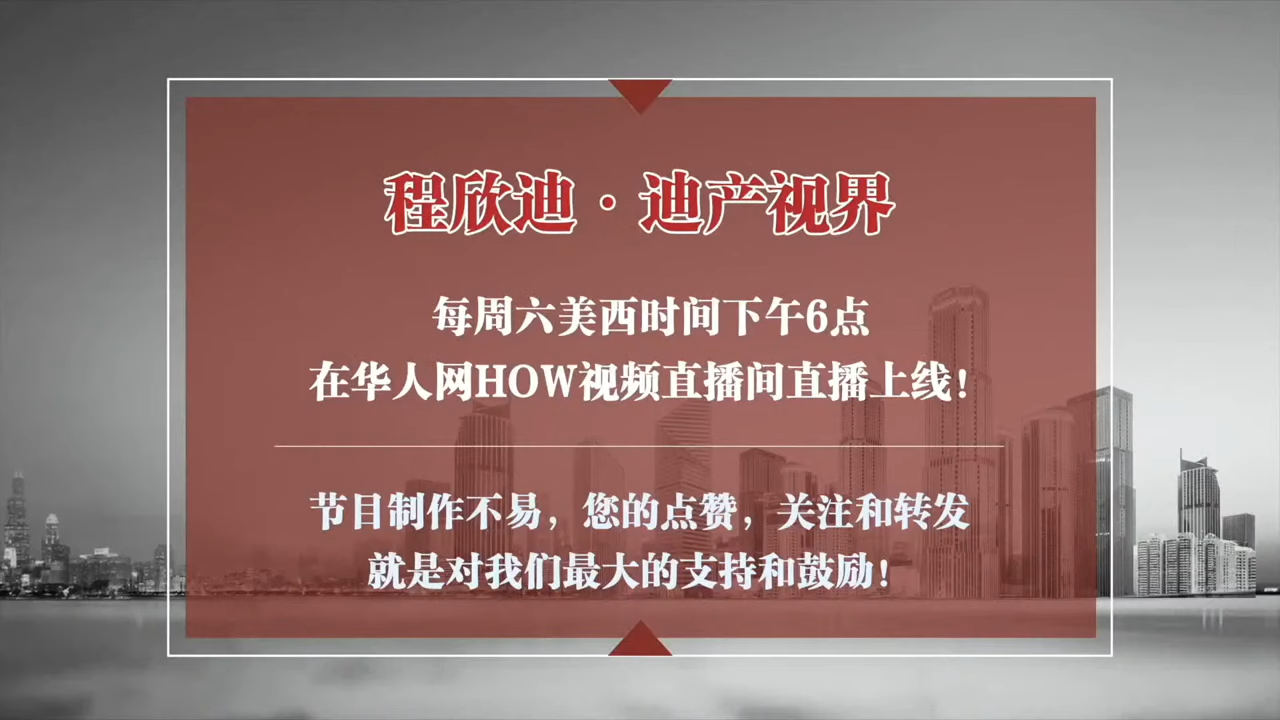 程欣迪·迪产视界
每周六美西时间下午6点
在华人网HOW视频直播间直播上线!
节目制作不易，您的点赞，关注和转发
就是对我们最大的支持和鼓励!